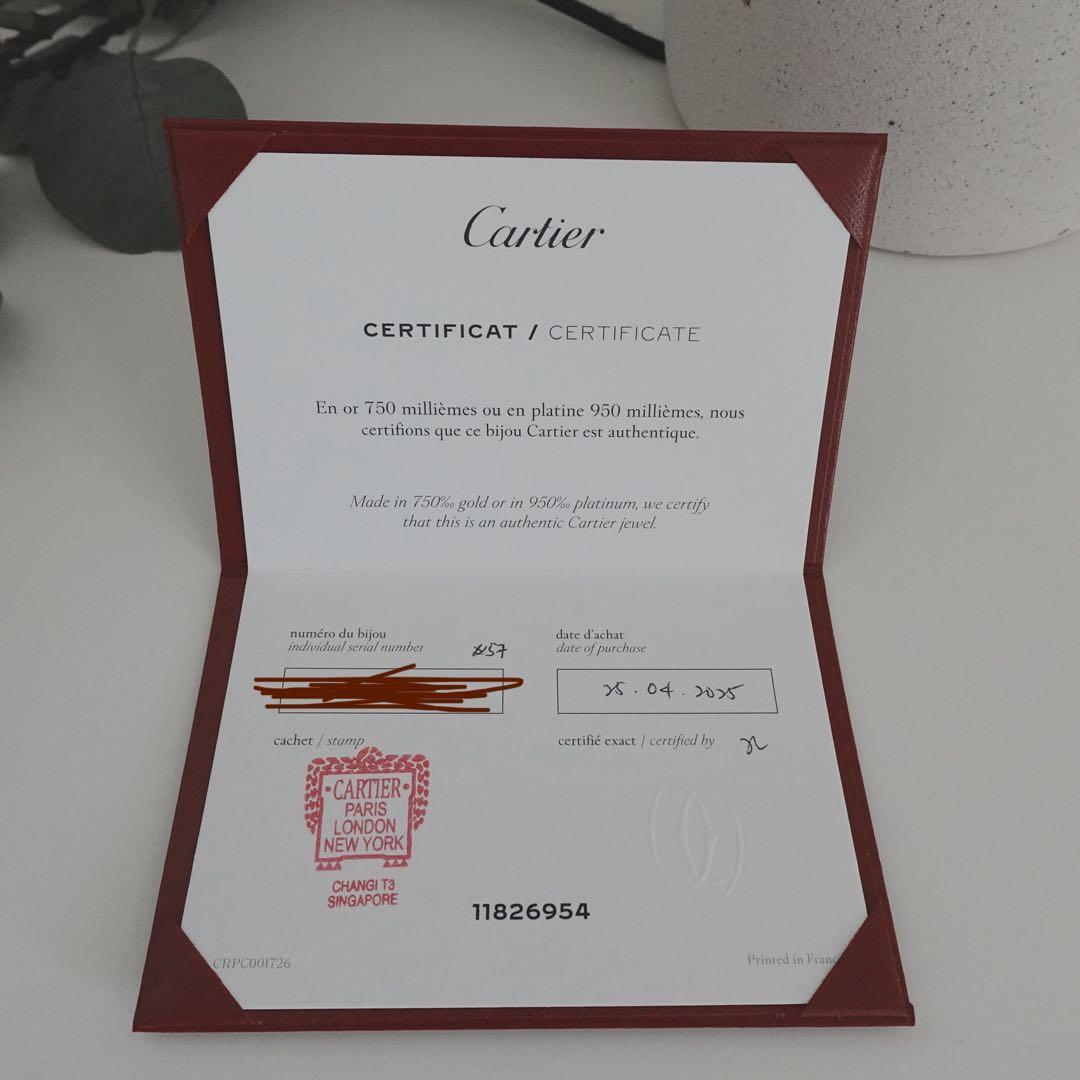 Cartier
CERTIFICAT / CERTIFICATE
En or 750 millièmes ou en platine 950 millièmes, nous
certifions que ce bijou Cartier est authentique.
Made in 750‰ gold or in 950‰ platinum, we certify
that this is an authentic Cartier jewel.
numéro du bijou
individual serial number
#57
date d'achat
date of purchase
25.04.2025
cachet / stamp
certifié exact / certified by
CARTIER
PARIS
LONDON
NEW YORK
CHANGI T3
SINGAPORE
11826954
CRPC001726
Printed in Franc